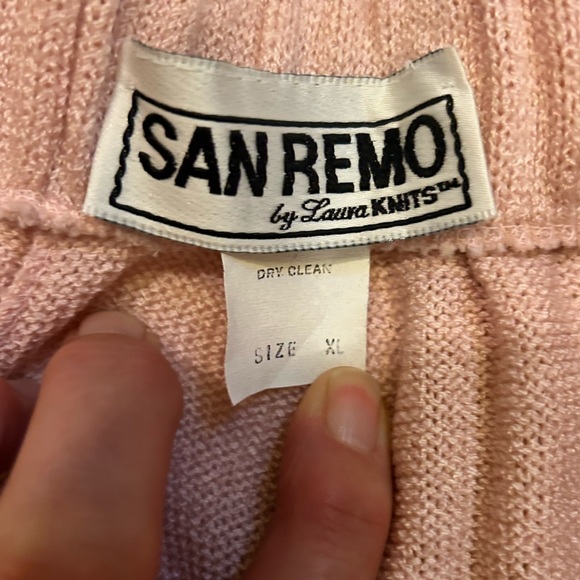 SAN REMO
by Laura KNITS™
DRY CLEAN
SIZE XL